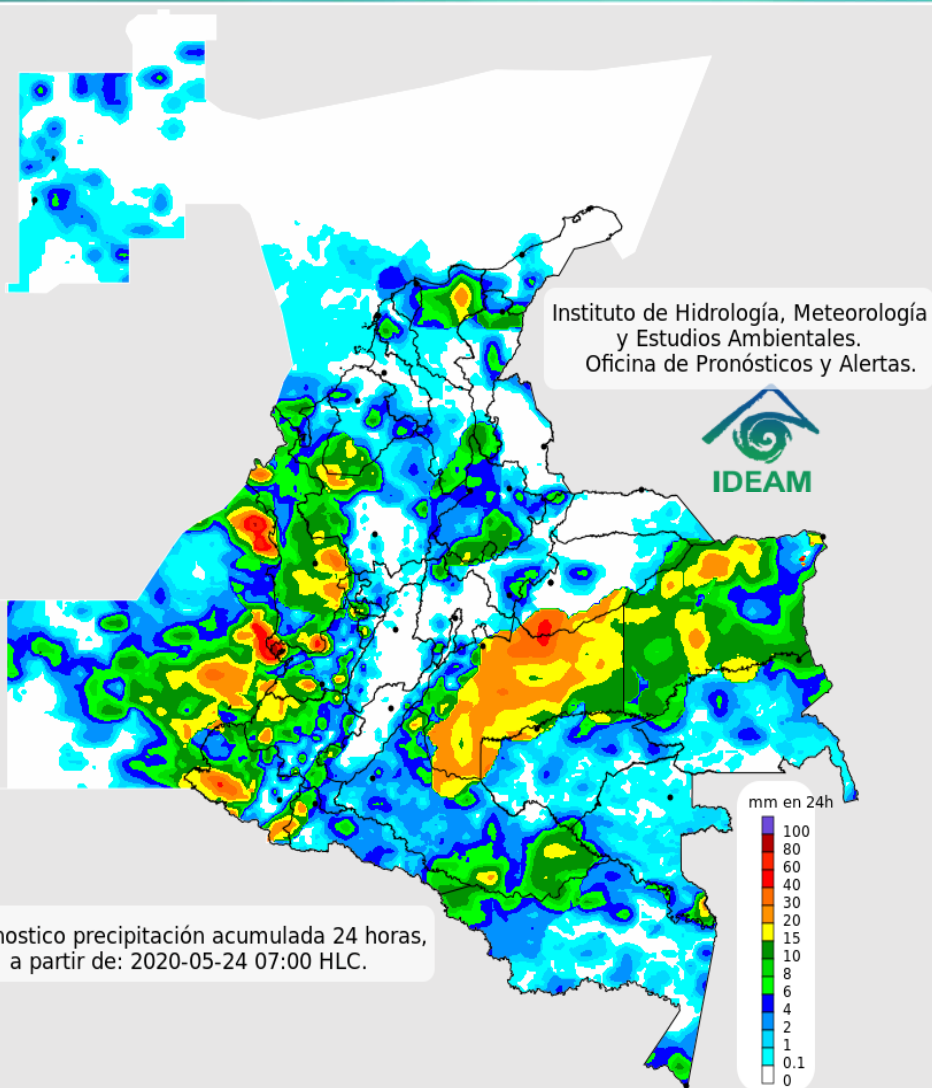 Instituto de Hidrología, Meteorología
y Estudios Ambientales.
Oficina de Pronósticos y Alertas.
IDEAM
mm en 24h
100
80
60
40
30
20
15
10
8
6
4
2
1
0.1
0
nostico precipitación acumulada 24 horas,
a partir de: 2020-05-24 07:00 HLC.